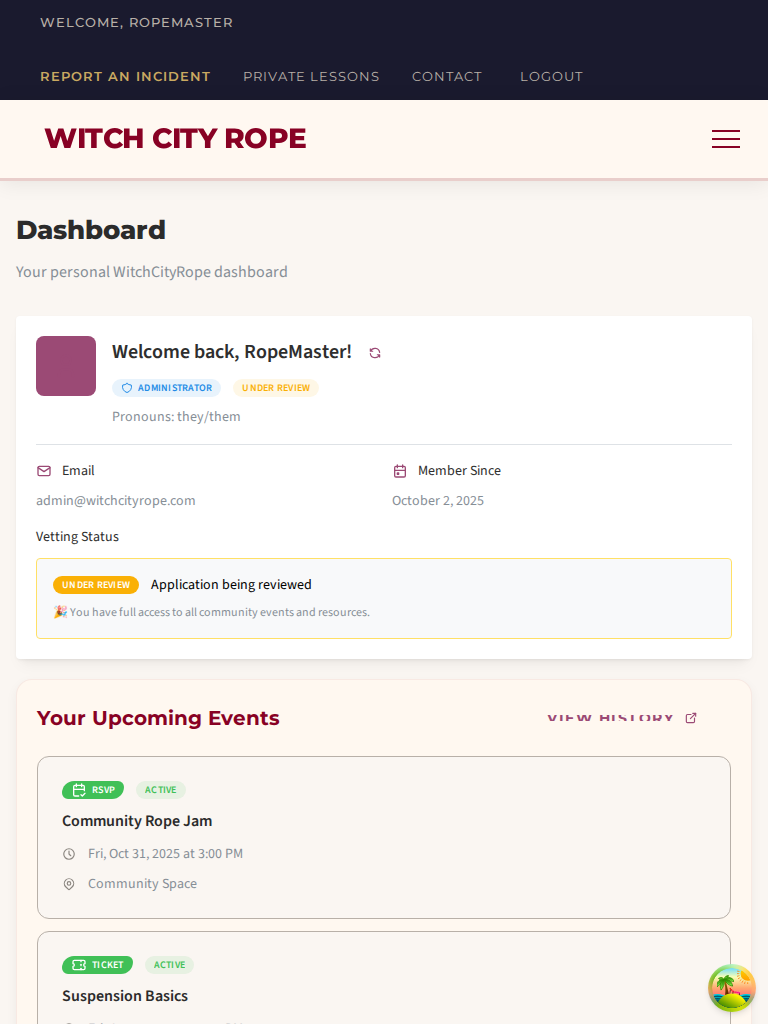 WELCOME, ROPEMASTER
REPORT AN INCIDENT PRIVATE LESSONS CONTACT LOGOUT
WITCH CITY ROPE
Dashboard
Your personal WitchCityRope dashboard
Welcome back, RopeMaster!
ADMINISTRATOR UNDER REVIEW
Pronouns: they/them
Email Member Since
admin@witchcityrope.com October 2, 2025
Vetting Status
UNDER REVIEW Application being reviewed
🎉 You have full access to all community events and resources.
Your Upcoming Events VIEW HISTORY
RSVP ACTIVE
Community Rope Jam
Fri, Oct 31, 2025 at 3:00 PM
Community Space
TICKET ACTIVE
Suspension Basics